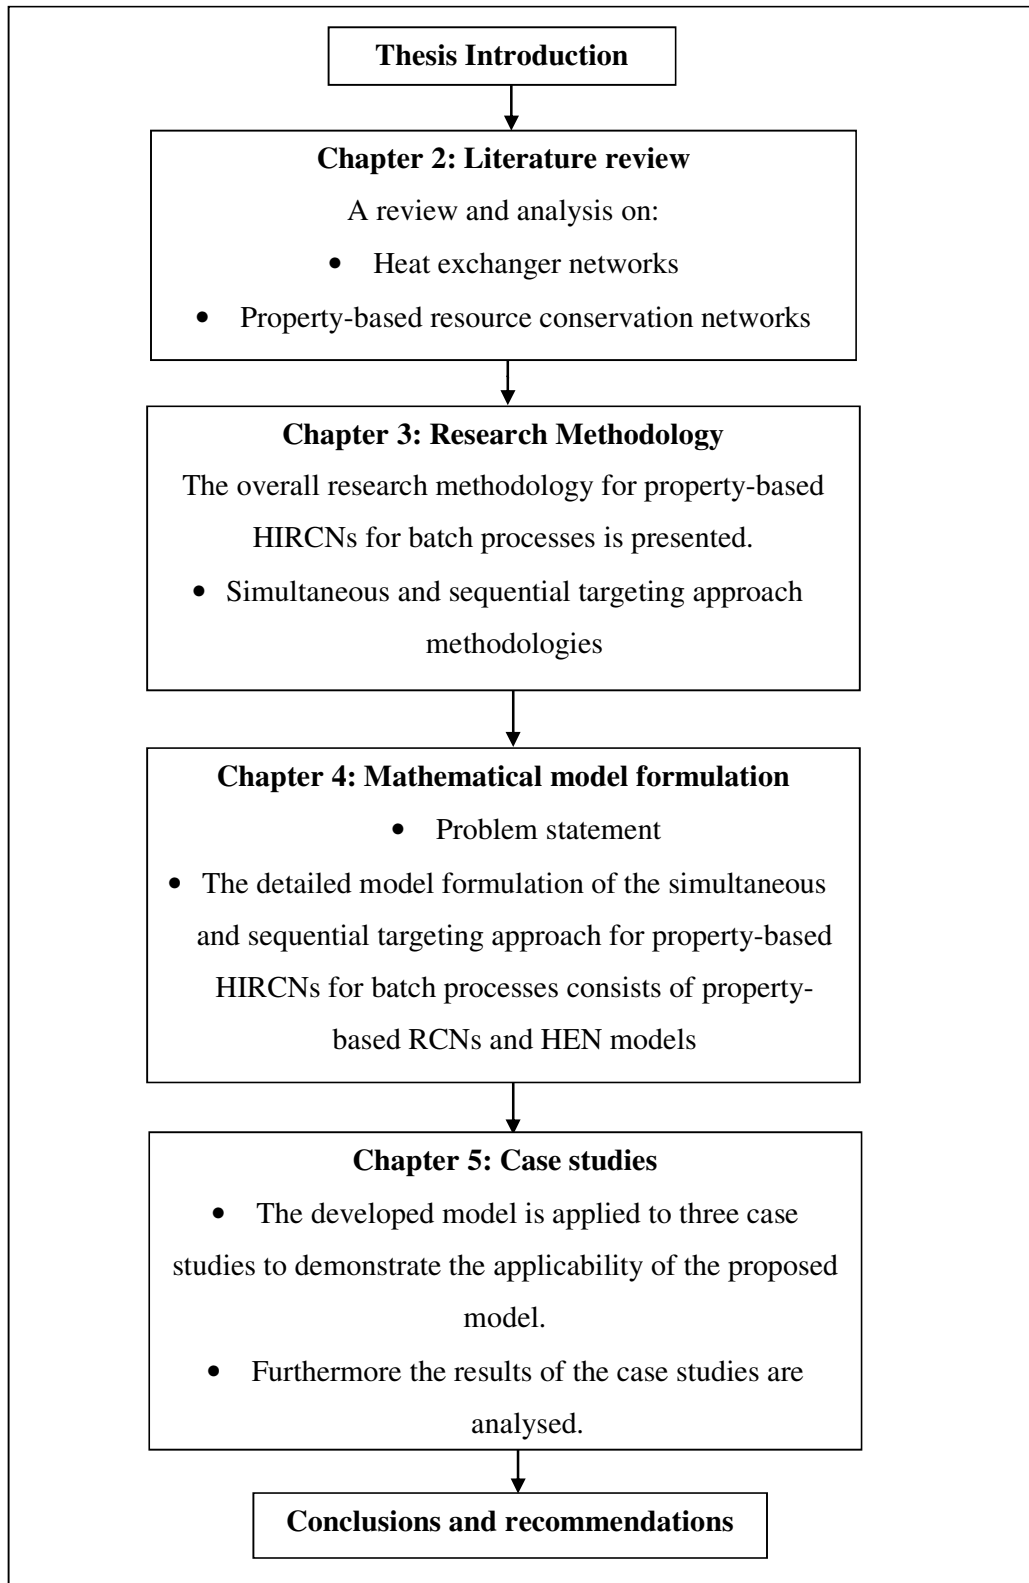 Thesis Introduction
Chapter 2: Literature review
A review and analysis on:
• Heat exchanger networks
• Property-based resource conservation networks
Chapter 3: Research Methodology
The overall research methodology for property-based
HIRCNs for batch processes is presented.
• Simultaneous and sequential targeting approach
methodologies
Chapter 4: Mathematical model formulation
• Problem statement
• The detailed model formulation of the simultaneous
and sequential targeting approach for property-based
HIRCNs for batch processes consists of property-
based RCNs and HEN models
Chapter 5: Case studies
• The developed model is applied to three case
studies to demonstrate the applicability of the proposed
model.
• Furthermore the results of the case studies are
analysed.
Conclusions and recommendations